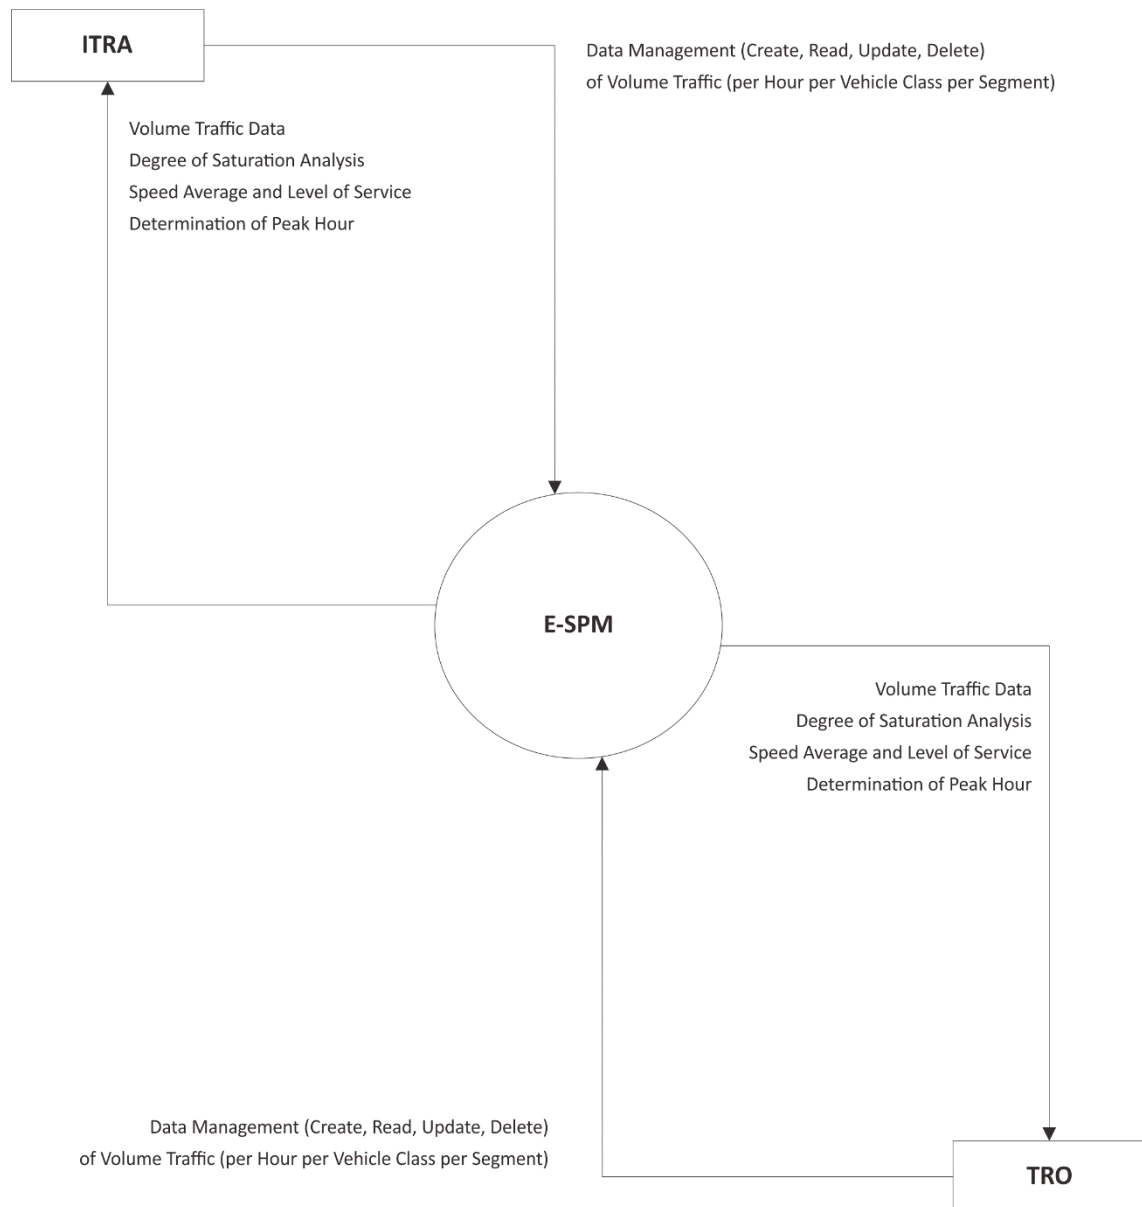 ITRA
Data Management (Create, Read, Update, Delete)
of Volume Traffic (per Hour per Vehicle Class per Segment)
Volume Traffic Data
Degree of Saturation Analysis
Speed Average and Level of Service
Determination of Peak Hour
E-SPM
Volume Traffic Data
Degree of Saturation Analysis
Speed Average and Level of Service
Determination of Peak Hour
Data Management (Create, Read, Update, Delete)
of Volume Traffic (per Hour per Vehicle Class per Segment)
TRO